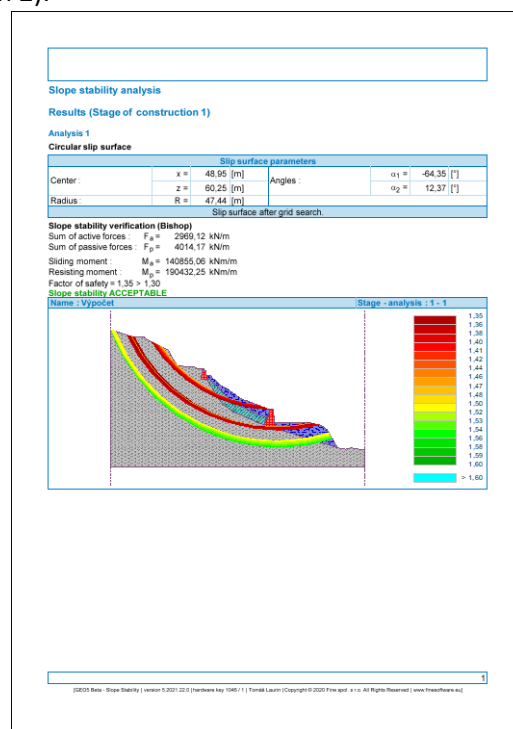 Slope stability analysis
Results (Stage of construction 1)
Analysis 1
Circular slip surface
Slip surface parameters
Center : x = 48,95 [m] Angles : α1 = -64,35 [°]
z = 60,25 [m] α2 = 12,37 [°]
Radius : R = 47,44 [m]
Slip surface after grid search.
Slope stability verification (Bishop)
Sum of active forces : Fa = 2969,12 kN/m
Sum of passive forces : Fp = 4014,17 kN/m
Sliding moment : Ma = 140855,06 kNm/m
Resisting moment : Mp = 190432,25 kNm/m
Factor of safety = 1,35 > 1,30
Slope stability ACCEPTABLE
Name : Výpočet Stage - analysis : 1 - 1
1,35
1,36
1,38
1,40
1,41
1,42
1,44
1,46
1,47
1,48
1,50
1,52
1,53
1,54
1,56
1,58
1,59
1,60
> 1,60
1
[GEO5 Beta - Slope Stability | version 5.2021.22.0 | hardware key 1046 / 1 | Tomáš Laurin | Copyright © 2020 Fine spol. s r.o. All Rights Reserved | www.finesoftware.eu]